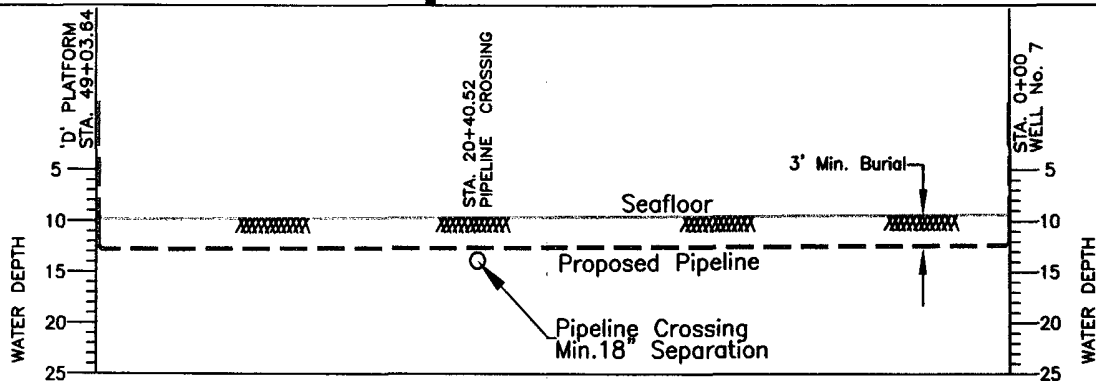 'D' PLATFORM
STA. 49+03.64
STA. 20+40.52
PIPELINE CROSSING
STA. 0+00
WELL No. 7
5
5
3' Min. Burial
Seafloor
10
10
Proposed Pipeline
15
15
Pipeline Crossing
Min.18" Separation
20
20
25
25
WATER DEPTH
WATER DEPTH